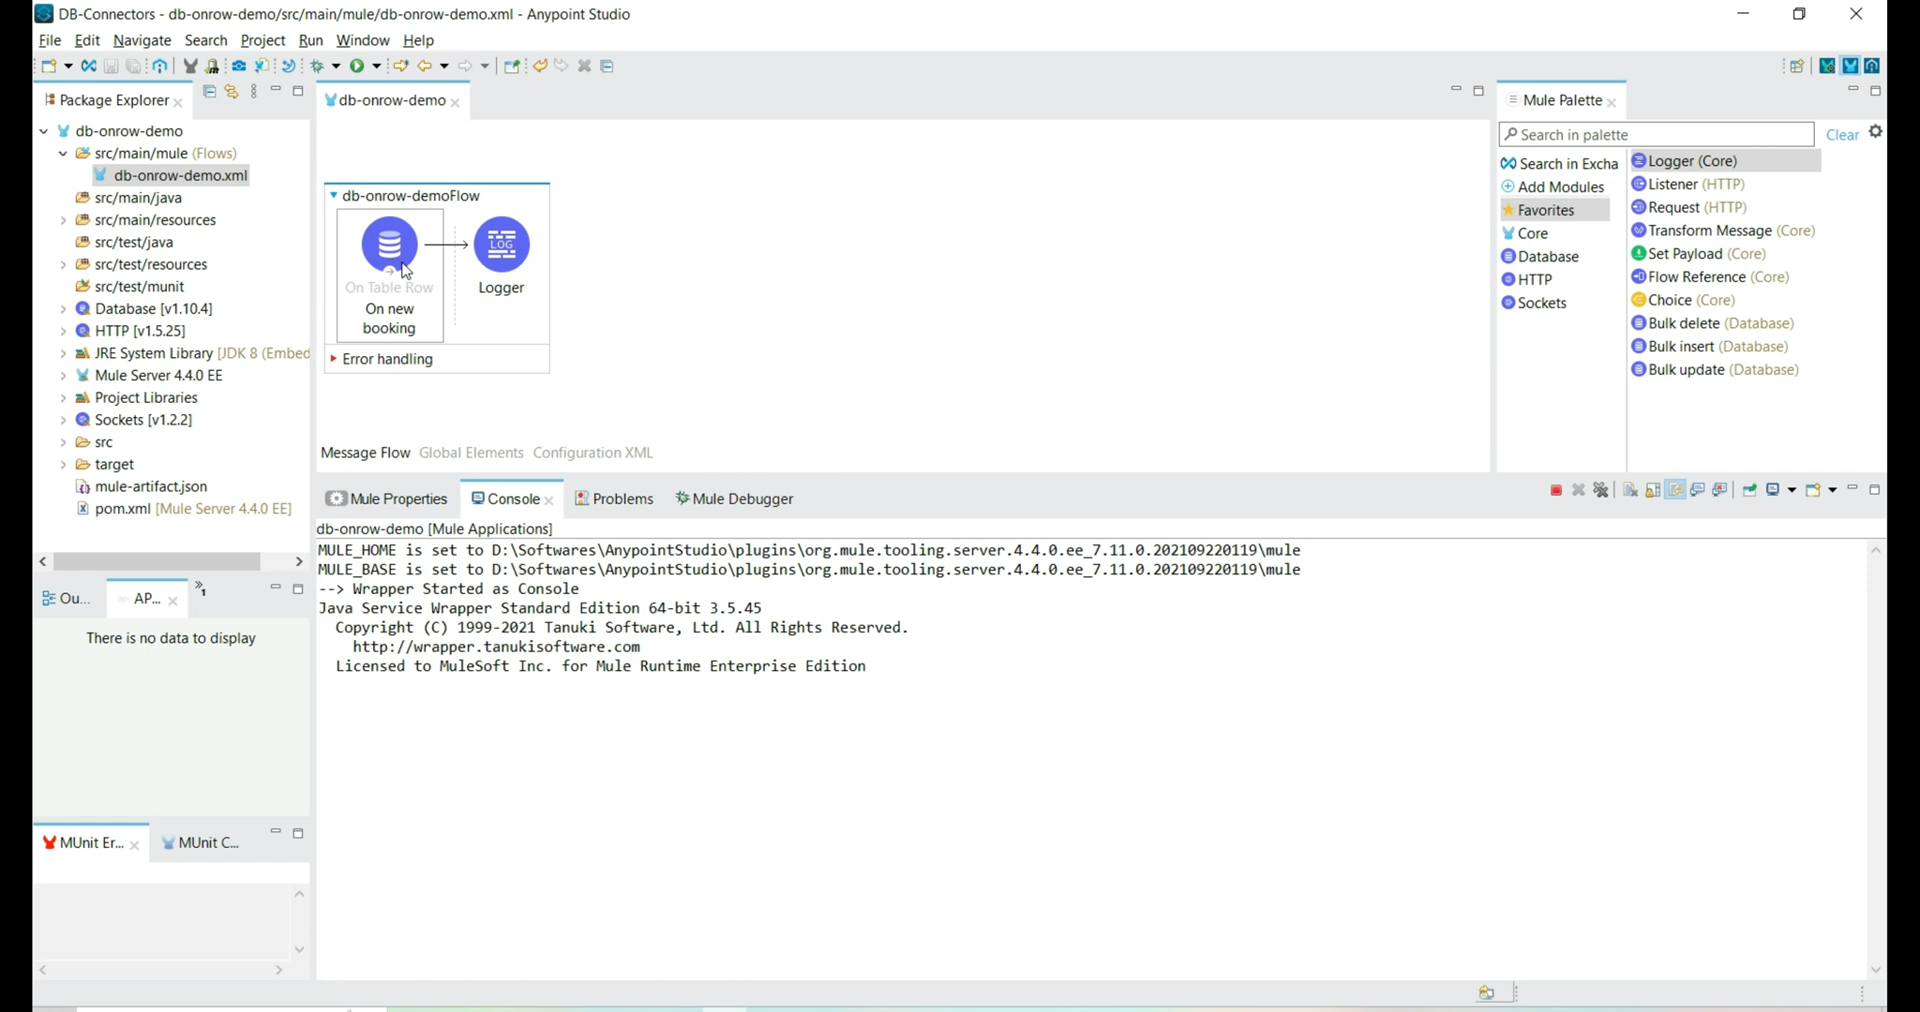 DB-Connectors - db-onrow-demo/src/main/mule/db-onrow-demo.xml - Anypoint Studio
File Edit Navigate Search Project Run Window Help
Package Explorer
db-onrow-demo
src/main/mule (Flows)
db-onrow-demo.xml
src/main/java
src/main/resources
src/test/java
src/test/resources
src/test/munit
Database [v1.10.4]
HTTP [v1.5.25]
JRE System Library [JDK 8 (Embed
Mule Server 4.4.0 EE
Project Libraries
Sockets [v1.2.2]
src
target
mule-artifact.json
pom.xml [Mule Server 4.4.0 EE]
Ou...
AP...
»1
There is no data to display
MUnit Er...
MUnit C...
db-onrow-demo
db-onrow-demoFlow
LOG
On Table Row
On new
booking
Logger
Error handling
Message Flow Global Elements Configuration XML
Mule Palette
Search in palette
Clear
Search in Excha
Add Modules
Favorites
Core
Database
HTTP
Sockets
Logger (Core)
Listener (HTTP)
Request (HTTP)
Transform Message (Core)
Set Payload (Core)
Flow Reference (Core)
Choice (Core)
Bulk delete (Database)
Bulk insert (Database)
Bulk update (Database)
Mule Properties
Console
Problems
Mule Debugger
db-onrow-demo [Mule Applications]
MULE_HOME is set to D:\Softwares\AnypointStudio\plugins\org.mule.tooling.server.4.4.0.ee_7.11.0.202109220119\mule
MULE_BASE is set to D:\Softwares\AnypointStudio\plugins\org.mule.tooling.server.4.4.0.ee_7.11.0.202109220119\mule
--> Wrapper Started as Console
Java Service Wrapper Standard Edition 64-bit 3.5.45
Copyright (C) 1999-2021 Tanuki Software, Ltd. All Rights Reserved.
http://wrapper.tanukisoftware.com
Licensed to MuleSoft Inc. for Mule Runtime Enterprise Edition